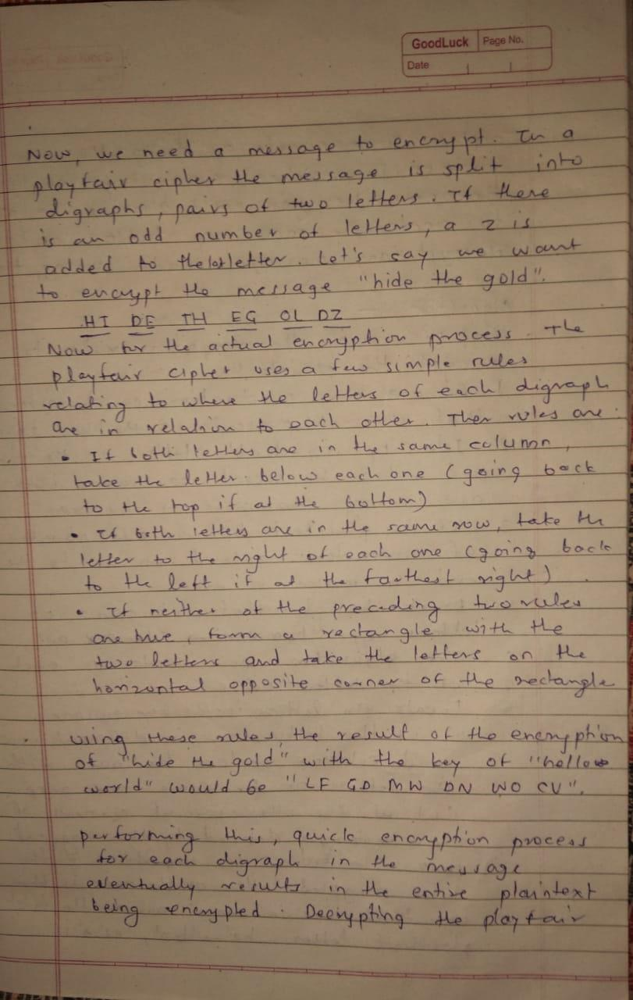 GoodLuck Page No.
Date
Now, we need a message to encrypt. In a
playfair cipher the message is split into
digraphs, pairs of two letters. If there
is an odd number of letters, a z is
added to the last letter. Let's say we want
to encrypt the message "hide the gold".
HI DE TH EG OL DZ
Now for the actual encryption process. The
playfair cipher uses a few simple rules
relating to where the letters of each digraph
are in relation to each other. Ther rules are:
• If both letters are in the same column,
take the letter below each one (going back
to the top if at the bottom)
• If both letters are in the same row, take the
letter to the right of each one (going back
to the left if at the farthest right)
• If neither of the preceding two rules
are true, form a rectangle with the
two letters and take the letters on the
horizontal opposite corner of the rectangle
using these rules, the result of the encryption
of "hide the gold" with the key of "hello
world" would be "LF GD MW DN WO CV".
performing this, quick encryption process
for each digraph in the message
eventually results in the entire plaintext
being encrypted. Decrypting the playfair